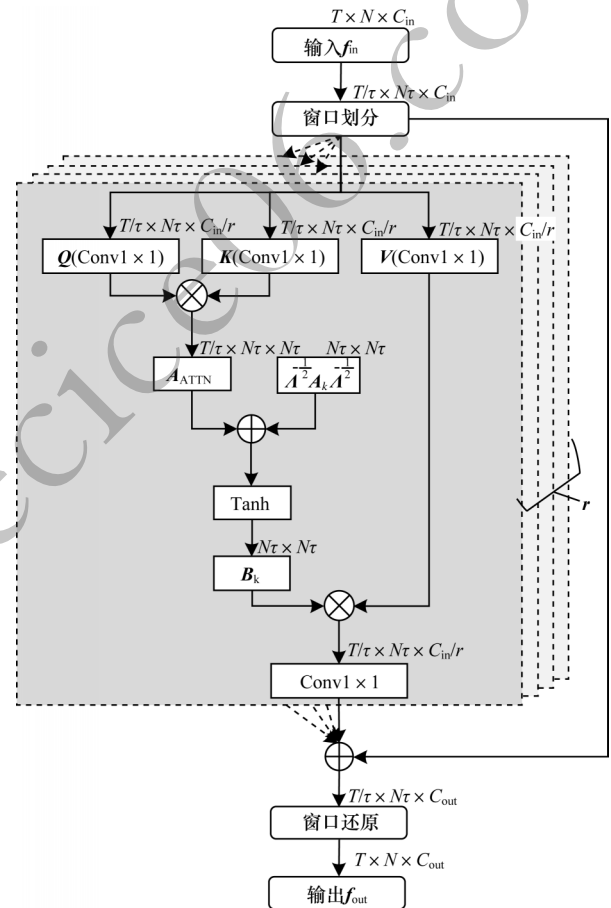 T × N × C_in
输入f_in
T/τ × Nτ × C_in
窗口划分
T/τ × Nτ × C_in/r
T/τ × Nτ × C_in/r
T/τ × Nτ × C_in/r
Q(Conv1 × 1)
K(Conv1 × 1)
V(Conv1 × 1)
T/τ × Nτ × Nτ
Nτ × Nτ
A_ATTN
Λ^{-1/2}A_kΛ^{-1/2}
Tanh
r
Nτ × Nτ
B_k
T/τ × Nτ × C_in/r
Conv1 × 1
T/τ × Nτ × C_out
窗口还原
T × N × C_out
输出f_out